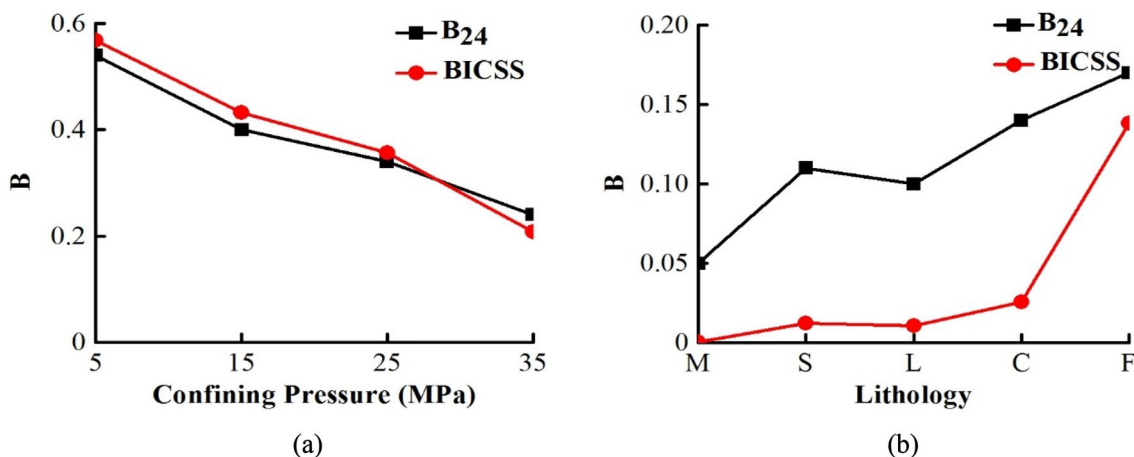 0.6
0.4
0.2
0
B
B24
BICSS
5
15
25
35
Confining Pressure (MPa)
(a)
0.20
0.15
0.10
0.05
0
B
B24
BICSS
M
S
L
C
F
Lithology
(b)